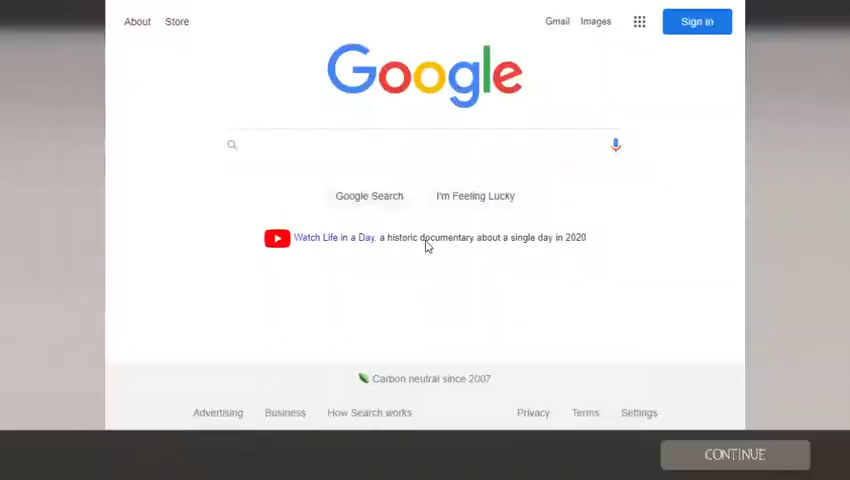 About Store Gmail Images Sign in
Google
Google Search I'm Feeling Lucky
Watch Life in a Day, a historic documentary about a single day in 2020
Carbon neutral since 2007
Advertising Business How Search works Privacy Terms Settings
CONTINUE